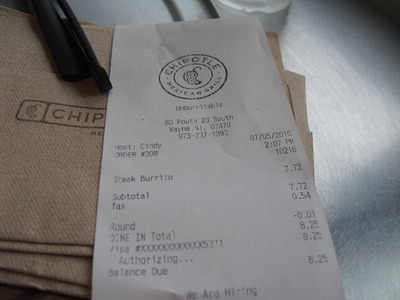 CHIPOTLE
MEXICAN GRILL
Unburritable
80 Route 23 South
Wayne NJ, 07470
973-237-1390
Host: Cindy 07/05/2015
ORDER #308 2:07 PM
10216
Steak Burrito 7.72
Subtotal 7.72
Tax 0.54
Round -0.01
DINE IN Total 8.25
Visa #XXXXXXXXXXXX5371 8.25
Authorizing...
Balance Due 8.25
We Are Hiring
CHIP